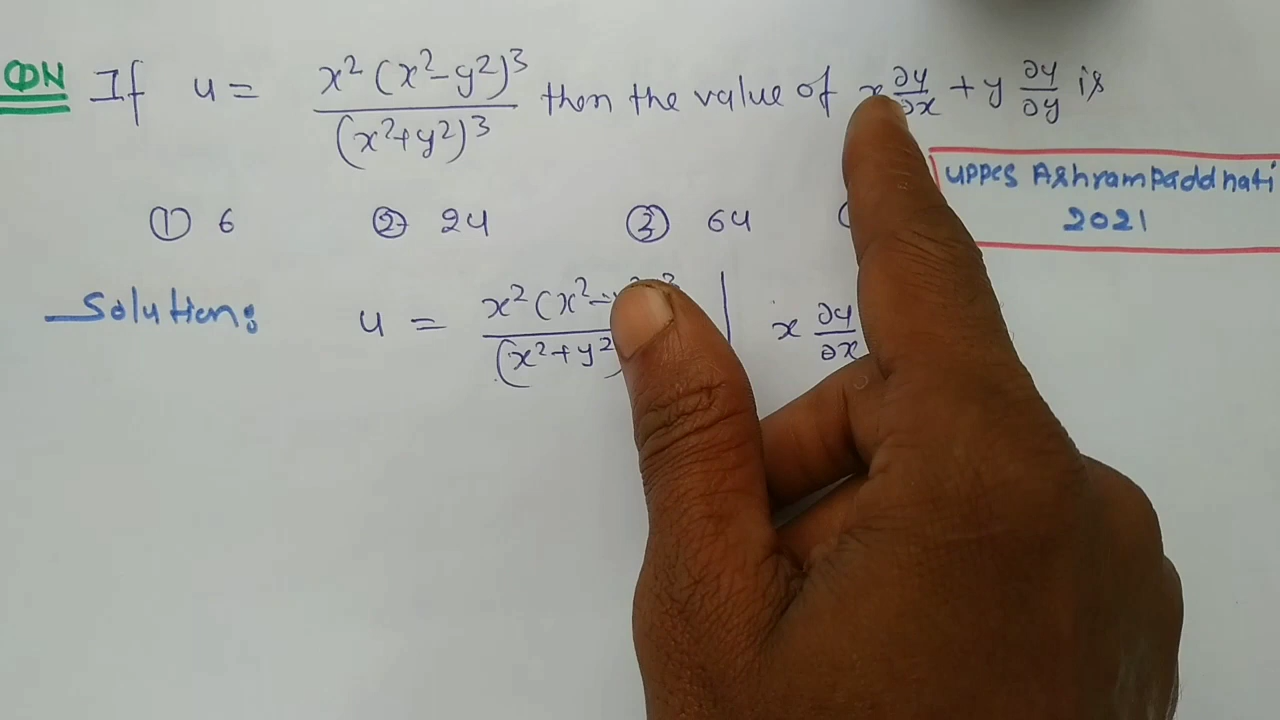 QN If u = x²(x²-y²)³ / (x²+y²)³ then the value of x ∂u/∂x + y ∂u/∂y is
UPPCS Ashrampaddhati
2021
① 6 ② 24 ③ 64
Solution: u = x²(x²- / (x²+y² | x ∂u/∂x